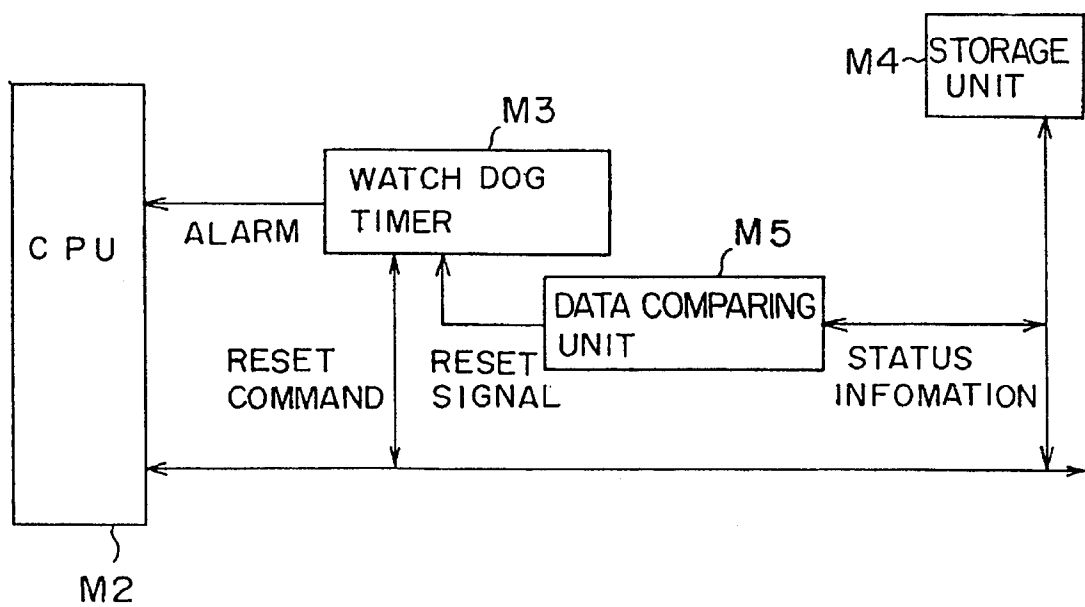 M4
STORAGE
UNIT
M3
WATCH DOG
TIMER
CPU
ALARM
M5
DATA COMPARING
UNIT
RESET
COMMAND
RESET
SIGNAL
STATUS
INFOMATION
M2